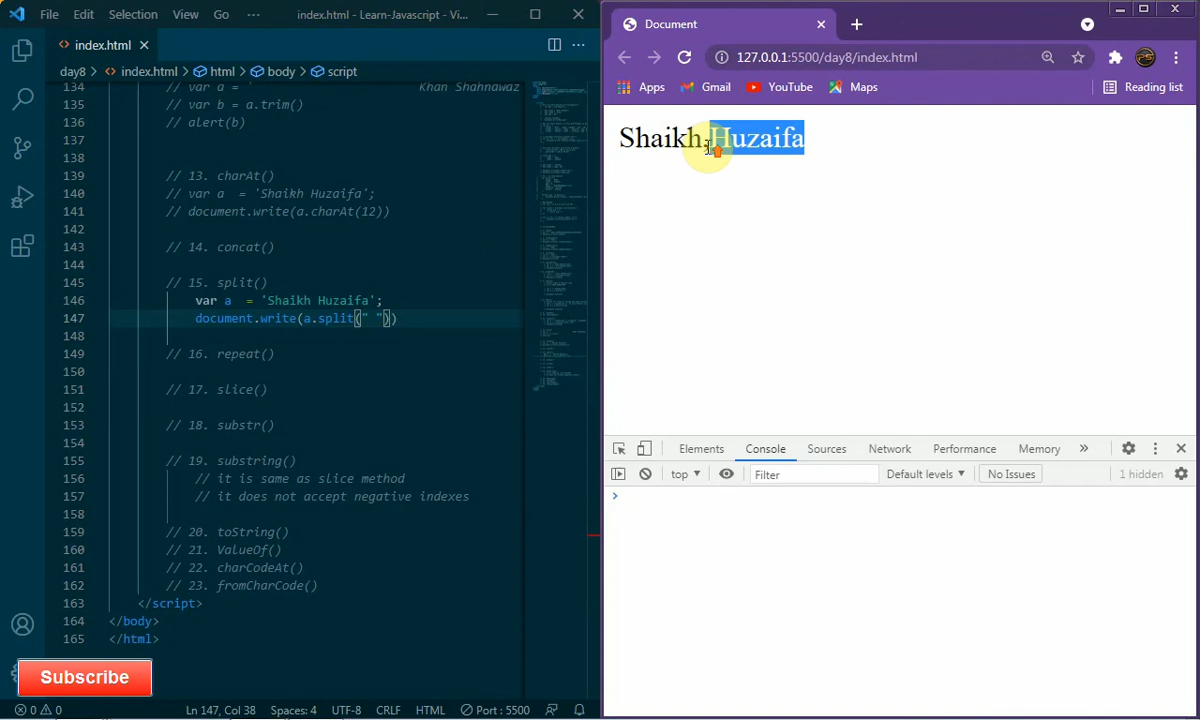 File Edit Selection View Go ··· index.html - Learn-Javascript - Vi...
index.html
day8 > index.html > html > body > script
134 // var a = ' Khan Shahnawaz
135 // var b = a.trim()
136 // alert(b)
137
138
139 // 13. charAt()
140 // var a  = 'Shaikh Huzaifa';
141 // document.write(a.charAt(12))
142
143 // 14. concat()
144
145 // 15. split()
146 var a  = 'Shaikh Huzaifa';
147 document.write(a.split(" "))
148
149 // 16. repeat()
150
151 // 17. slice()
152
153 // 18. substr()
154
155 // 19. substring()
156 // it is same as slice method
157 // it does not accept negative indexes
158
159 // 20. toString()
160 // 21. ValueOf()
161 // 22. charCodeAt()
162 // 23. fromCharCode()
163 </script>
164 </body>
165 </html>
Subscribe
0 0 Ln 147, Col 38 Spaces: 4 UTF-8 CRLF HTML Port : 5500
Document
127.0.0.1:5500/day8/index.html
Apps Gmail YouTube Maps Reading list
Shaikh,Huzaifa
Elements Console Sources Network Performance Memory
top Filter Default levels No Issues 1 hidden